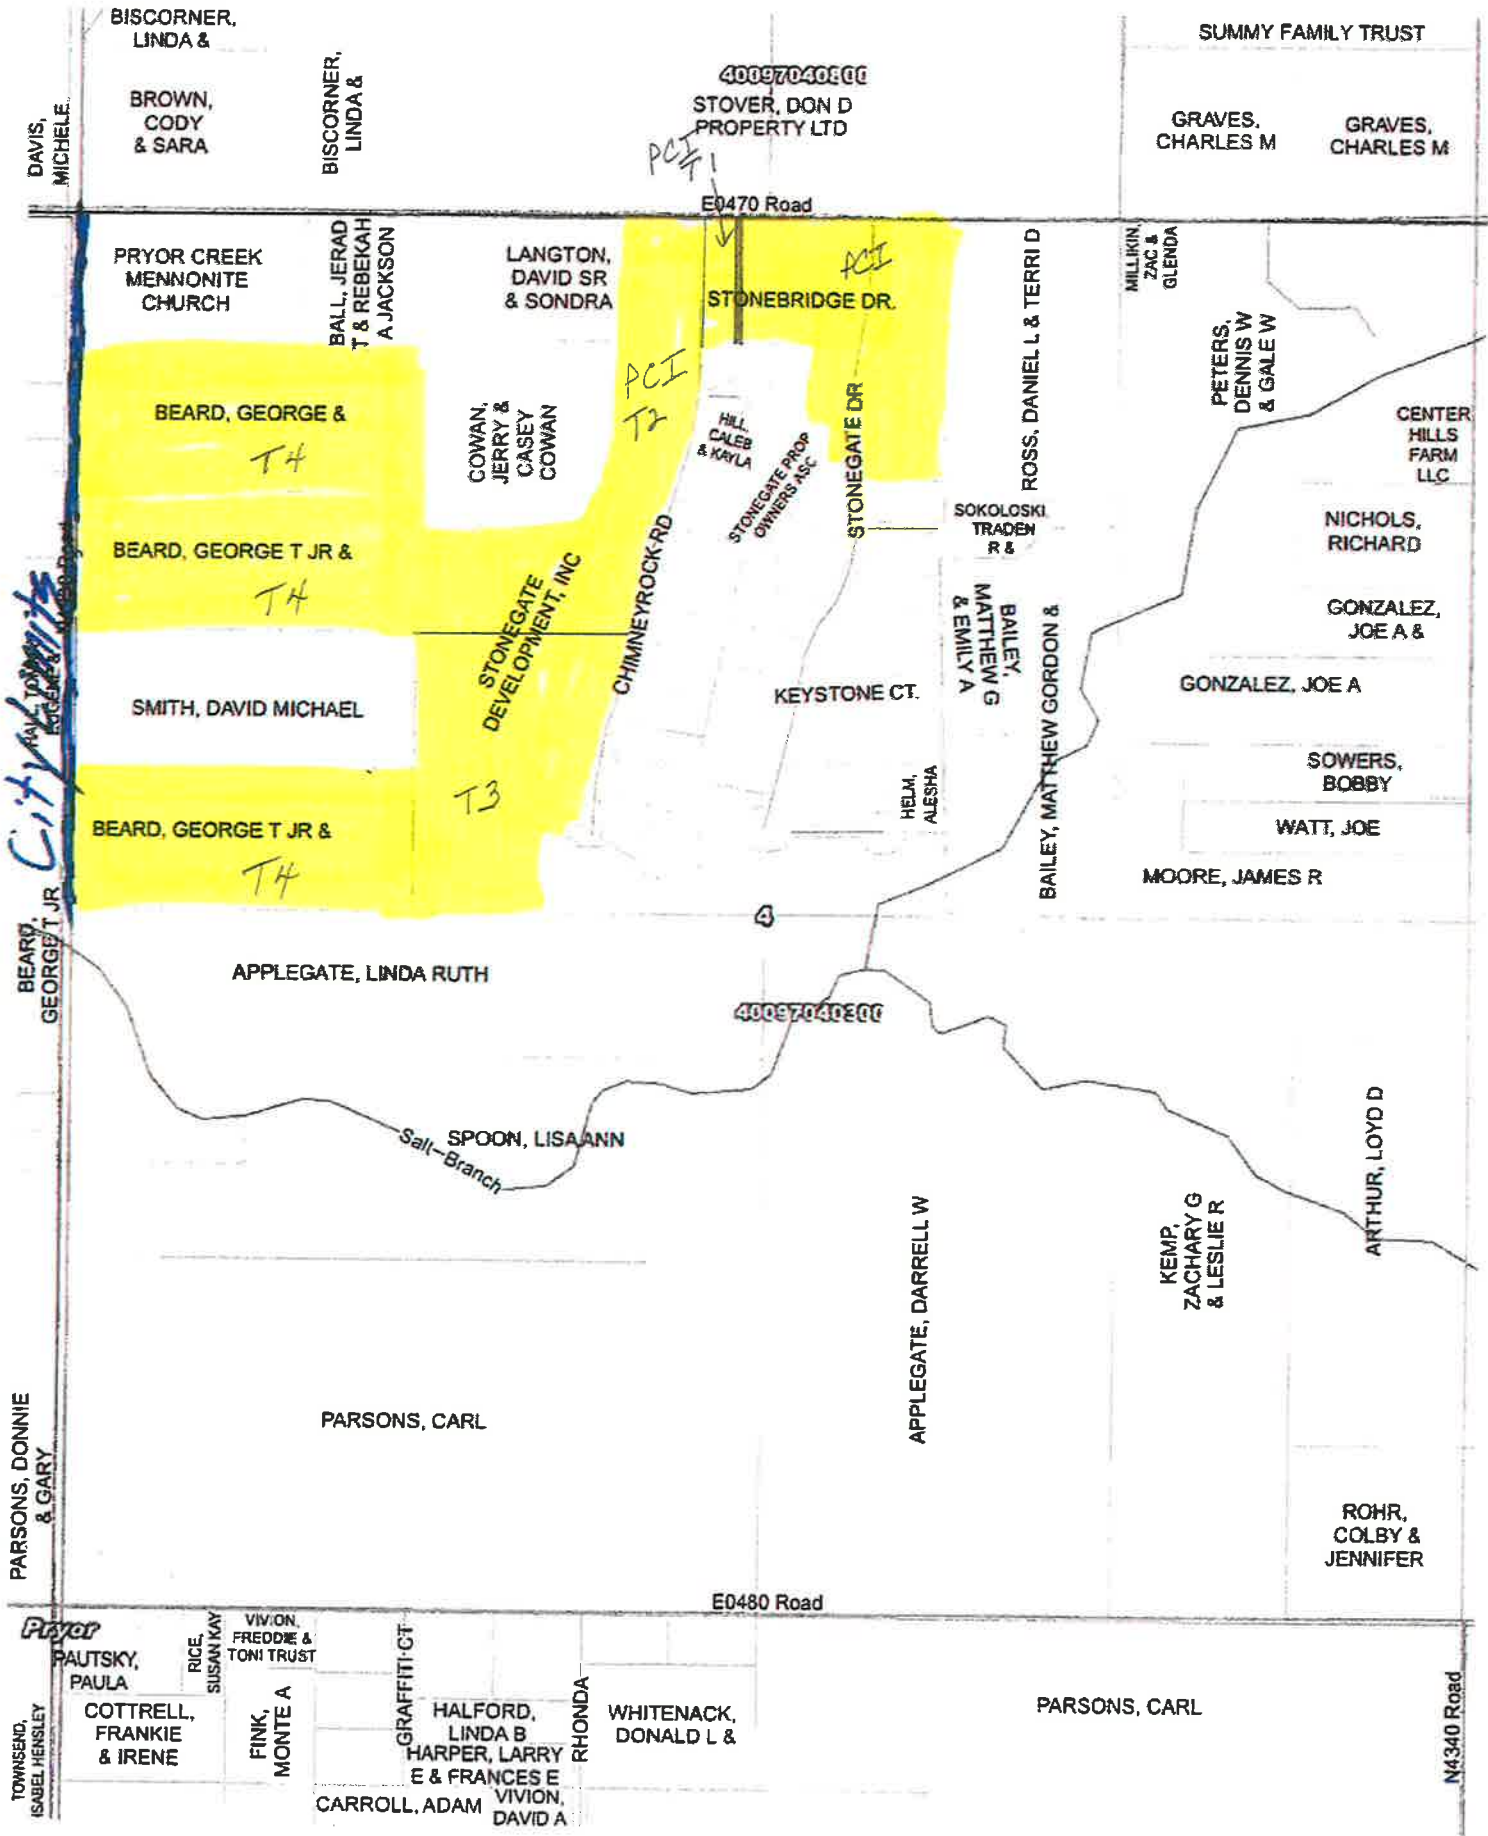 BISCORNER,
LINDA &
BROWN,
CODY
& SARA
BISCORNER,
LINDA &
DAVIS,
MICHELE
40097040800
STOVER, DON D
PROPERTY LTD
SUMMY FAMILY TRUST
GRAVES,
CHARLES M
GRAVES,
CHARLES M
PCI
T1
E0470 Road
PRYOR CREEK
MENNONITE
CHURCH
BALL, JERAD
T & REBEKAH
A JACKSON
LANGTON,
DAVID SR
& SONDRA
PCI
STONEBRIDGE DR.
ROSS, DANIEL L & TERRI D
MILLIKIN,
ZAC &
GLENDA
PETERS,
DENNIS W
& GALE W
CENTER
HILLS
FARM
LLC
BEARD, GEORGE &
T4
COWAN,
JERRY &
CASEY
COWAN
PCI
T2
HILL,
CALEB
& KAYLA
STONEGATE PROP
OWNERS ASC
STONEGATE DR
SOKOLOSKI,
TRADEN
R &
NICHOLS,
RICHARD
BEARD, GEORGE T JR &
T4
STONEGATE
DEVELOPMENT, INC
CHIMNEYROCK-RD
BAILEY,
MATTHEW G
& EMILY A
BAILEY, MATTHEW GORDON &
GONZALEZ,
JOE A &
City Limits
SMITH, DAVID MICHAEL
KEYSTONE CT.
GONZALEZ, JOE A
SOWERS,
BOBBY
T3
HELM,
ALESHA
WATT, JOE
BEARD, GEORGE T JR &
T4
MOORE, JAMES R
BEARD,
GEORGE T JR
4
APPLEGATE, LINDA RUTH
40097040300
Salt-Branch
SPOON, LISA ANN
APPLEGATE, DARRELL W
KEMP,
ZACHARY G
& LESLIE R
ARTHUR, LOYD D
PARSONS, DONNIE
& GARY
PARSONS, CARL
ROHR,
COLBY &
JENNIFER
E0480 Road
Pryor
PAUTSKY,
PAULA
RICE,
SUSAN KAY
VIVION,
FREDDIE &
TONI TRUST
GRAFFITI-CT
TOWNSEND,
ISABEL HENSLEY
COTTRELL,
FRANKIE
& IRENE
FINK,
MONTE A
HALFORD,
LINDA B
HARPER, LARRY
E & FRANCES E
RHONDA
WHITENACK,
DONALD L &
PARSONS, CARL
CARROLL, ADAM
VIVION,
DAVID A
N4340 Road